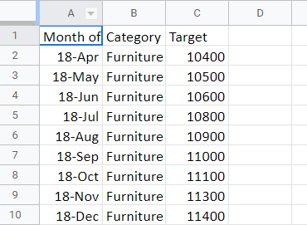 A B C D
1 Month of Category Target
2 18-Apr Furniture 10400
3 18-May Furniture 10500
4 18-Jun Furniture 10600
5 18-Jul Furniture 10800
6 18-Aug Furniture 10900
7 18-Sep Furniture 11000
8 18-Oct Furniture 11100
9 18-Nov Furniture 11300
10 18-Dec Furniture 11400